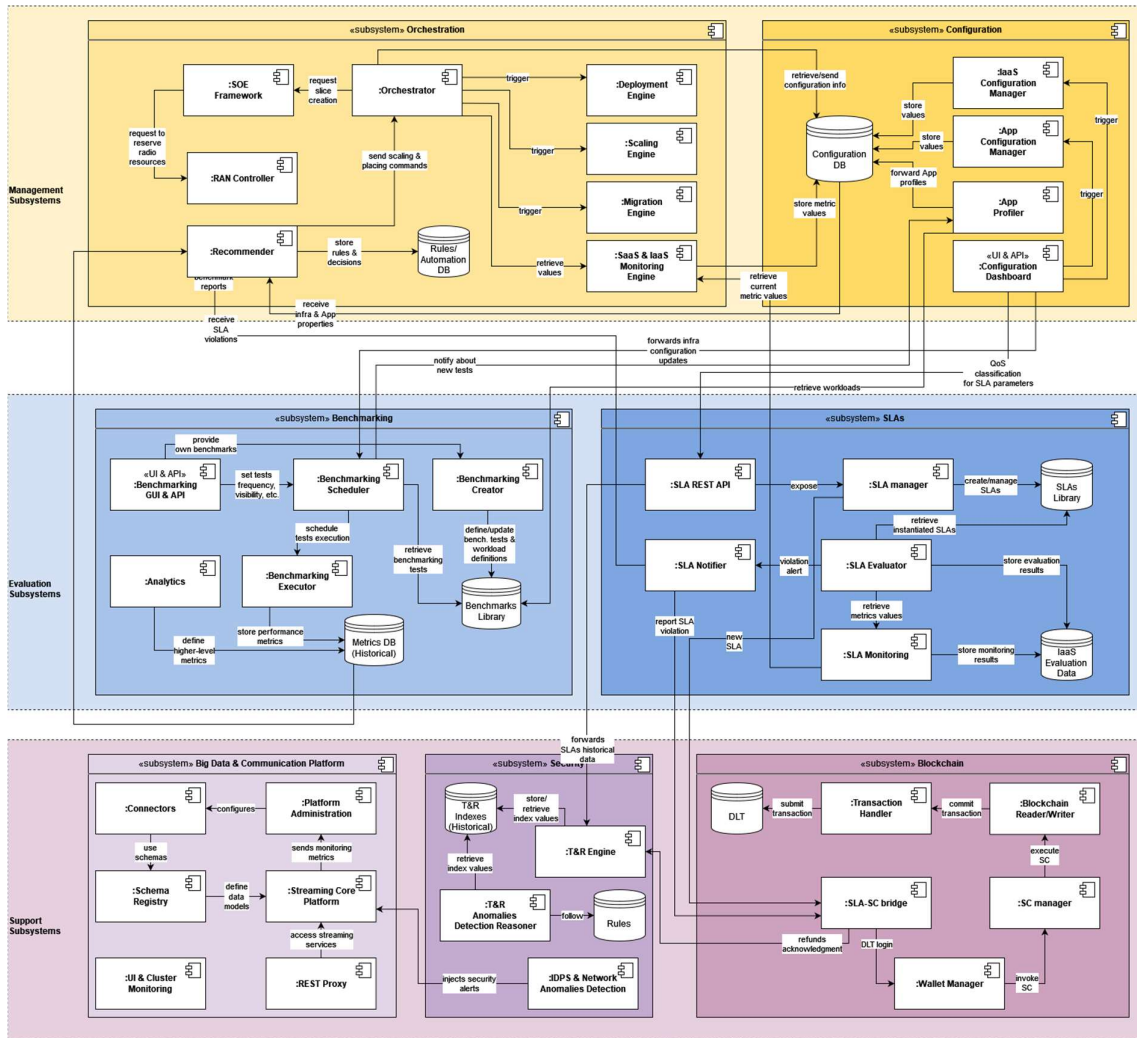 «subsystem» Orchestration
«subsystem» Configuration
:SOE
Framework
request
slice
creation
:Orchestrator
trigger
:Deployment
Engine
retrieve/send
configuration info
:IaaS
Configuration
Manager
store
values
trigger
request to
reserve
radio
resources
send scaling &
placing commands
trigger
:Scaling
Engine
Configuration
DB
store
values
:App
Configuration
Manager
forward App
profiles
trigger
:RAN Controller
Management
Subsystems
trigger
:Migration
Engine
store metric
values
:App
Profiler
:Recommender
store
rules &
decisions
Rules/
Automation
DB
retrieve
values
:SaaS & IaaS
Monitoring
Engine
«UI & API»
:Configuration
Dashboard
benchmark
reports
retrieve
current
metric values
receive
infra & App
properties
receive
SLA
violations
forwards infra
configuration
updates
notify about
new tests
QoS
classification
for SLA parameters
retrieve workloads
«subsystem» Benchmarking
«subsystem» SLAs
provide
own benchmarks
«UI & API»
:Benchmarking
GUI & API
set tests
frequency,
visibility, etc.
:Benchmarking
Scheduler
:Benchmarking
Creator
:SLA REST API
expose
:SLA manager
create/manage
SLAs
SLAs
Library
schedule
tests execution
define/update
bench. tests &
workload
definitions
retrieve
instantiated SLAs
retrieve
benchmarking
tests
:Analytics
:Benchmarking
Executor
:SLA Notifier
violation
alert
:SLA Evaluator
store evaluation
results
Evaluation
Subsystems
Benchmarks
Library
retrieve
metrics values
store performance
metrics
Metrics DB
(Historical)
define
higher-level
metrics
report SLA
violation
new
SLA
:SLA Monitoring
store monitoring
results
IaaS
Evaluation
Data
forwards
SLAs historical
data
«subsystem» Big Data & Communication Platform
«subsystem» Security
«subsystem» Blockchain
:Connectors
configures
:Platform
Administration
T&R
Indexes
(Historical)
store/
retrieve
index values
DLT
submit
transaction
:Transaction
Handler
commit
transaction
:Blockchain
Reader/Writer
use
schemas
sends monitoring
metrics
retrieve
index values
:T&R Engine
execute
SC
:Schema
Registry
define
data
models
:Streaming Core
Platform
:T&R
Anomalies
Detection Reasoner
follow
Rules
:SLA-SC bridge
:SC manager
Support
Subsystems
access streaming
services
refunds
acknowledgment
DLT login
:UI & Cluster
Monitoring
:REST Proxy
injects security
alerts
:IDPS & Network
Anomalies Detection
:Wallet Manager
invoke
SC